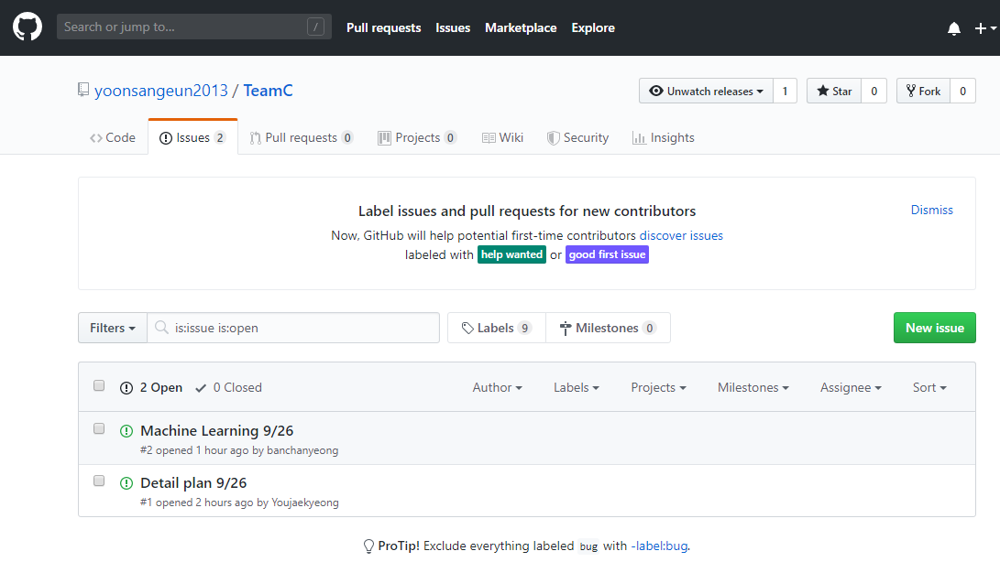 Search or jump to... / Pull requests Issues Marketplace Explore
yoonsangeun2013 / TeamC Unwatch releases 1 Star 0 Fork 0
Code Issues 2 Pull requests 0 Projects 0 Wiki Security Insights
Label issues and pull requests for new contributors Dismiss
Now, GitHub will help potential first-time contributors discover issues
labeled with help wanted or good first issue
Filters is:issue is:open Labels 9 Milestones 0 New issue
2 Open 0 Closed Author Labels Projects Milestones Assignee Sort
Machine Learning 9/26
#2 opened 1 hour ago by banchanyeong
Detail plan 9/26
#1 opened 2 hours ago by Youjaekyeong
ProTip! Exclude everything labeled bug with -label:bug.